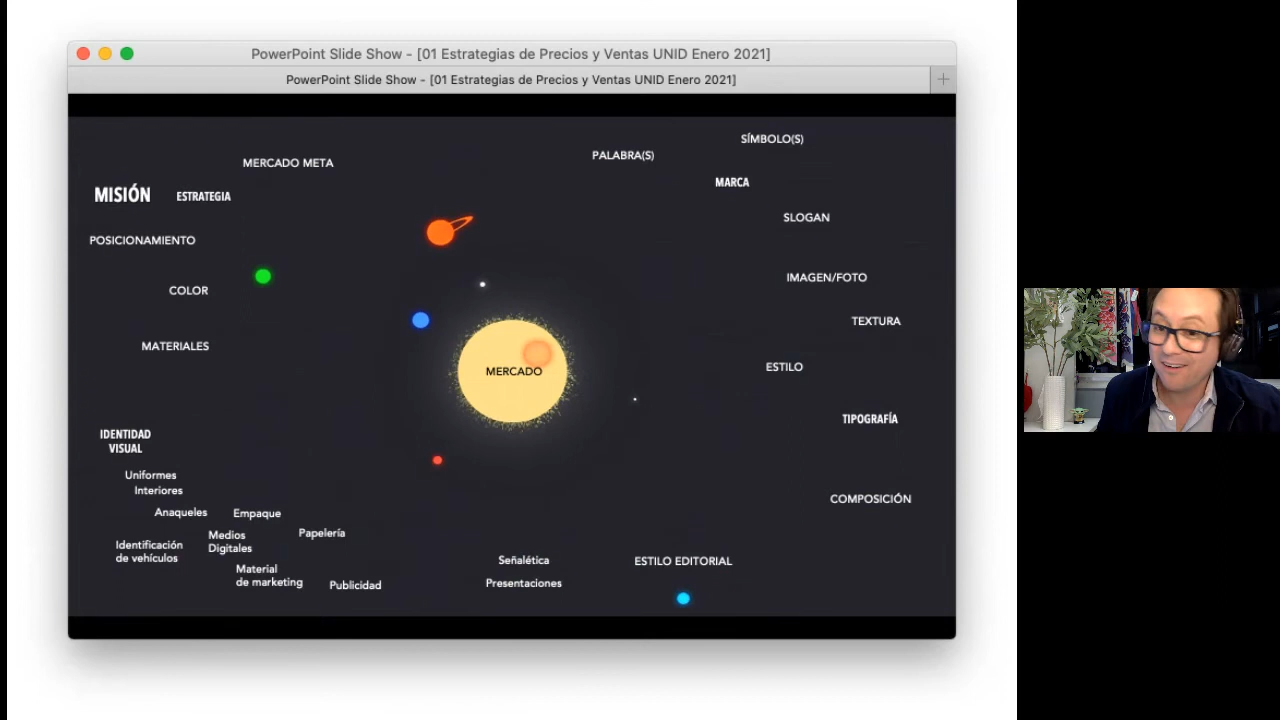 PowerPoint Slide Show - [01 Estrategias de Precios y Ventas UNID Enero 2021]
PowerPoint Slide Show - [01 Estrategias de Precios y Ventas UNID Enero 2021]
SÍMBOLO(S)
PALABRA(S)
MERCADO META
MARCA
MISIÓN
ESTRATEGIA
SLOGAN
POSICIONAMIENTO
IMAGEN/FOTO
COLOR
TEXTURA
MATERIALES
ESTILO
MERCADO
TIPOGRAFÍA
IDENTIDAD
VISUAL
Uniformes
Interiores
COMPOSICIÓN
Anaqueles
Empaque
Papelería
Medios
Digitales
Identificación
de vehículos
Señalética
ESTILO EDITORIAL
Material
de marketing
Publicidad
Presentaciones